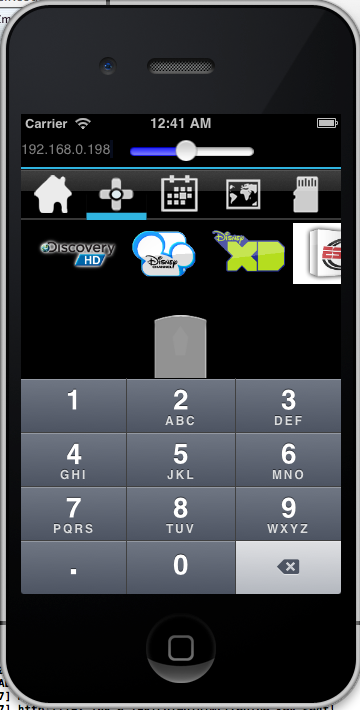 Carrier 12:41 AM
192.168.0.198
Discovery
HD
Disney
CHANNEL
Disney
XD
1
2
ABC
3
DEF
4
GHI
5
JKL
6
MNO
7
PQRS
8
TUV
9
WXYZ
.
0